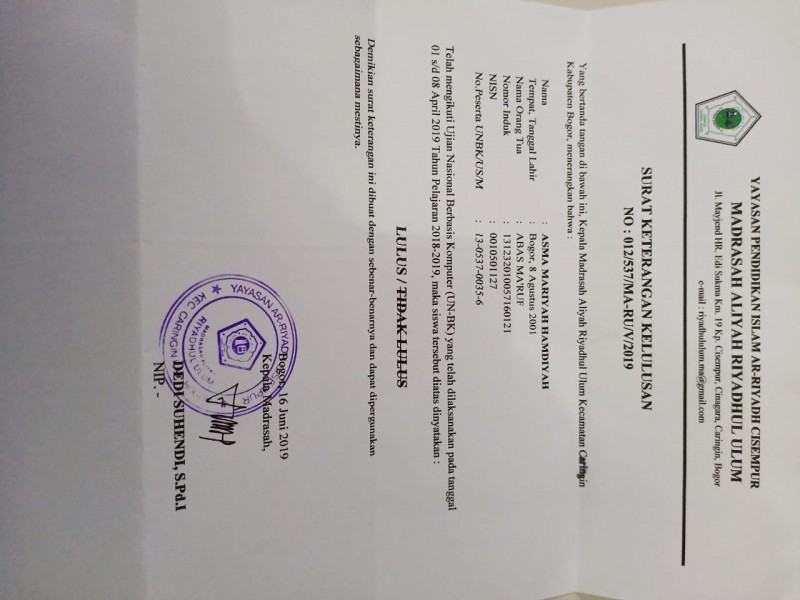 YAYASAN PENDIDIKAN ISLAM AR-RIYADH CISEMPUR
MADRASAH ALIYAH RIYADHUL ULUM
Jl. Mayjend HR. Edi Sukma Km. 19 Kp. Cisempur, Cinagara, Caringin, Bogor
e-mail : riyadhululum.ma@gmail.com
SURAT KETERANGAN KELULUSAN
NO : 012/537/MA-RU/V/2019
Yang bertanda tangan di bawah ini, Kepala Madrasah Aliyah Riyadhul Ulum Kecamatan Caringin
Kabupaten Bogor, menerangkan bahwa :
Nama : ASMA MARIYAH HAMDIYAH
Tempat, Tanggal Lahir : Bogor, 8 Agustus 2001
Nama Orang Tua : ABAS MA'RUF
Nomor Induk : 131232010057160121
NISN : 0010501127
No.Peserta UNBK/US/M : 13-0537-0035-6
Telah mengikuti Ujian Nasional Berbasis Komputer (UN-BK) yang telah dilaksanakan pada tanggal
01 s/d 08 April 2019 Tahun Pelajaran 2018-2019, maka siswa tersebut diatas dinyatakan :
LULUS / TIDAK LULUS
Demikian surat keterangan ini dibuat dengan sebenar-benarnya dan dapat dipergunakan
sebagaimana mestinya.
Bogor, 16 Juni 2019
Kepala Madrasah,
YAYASAN AR-RIYADH CISEMPUR
MADRASAH ALIYAH
RIYADHUL ULUM
KEC CARINGIN
DEDI SUHENDI, S.Pd.I
NIP. -